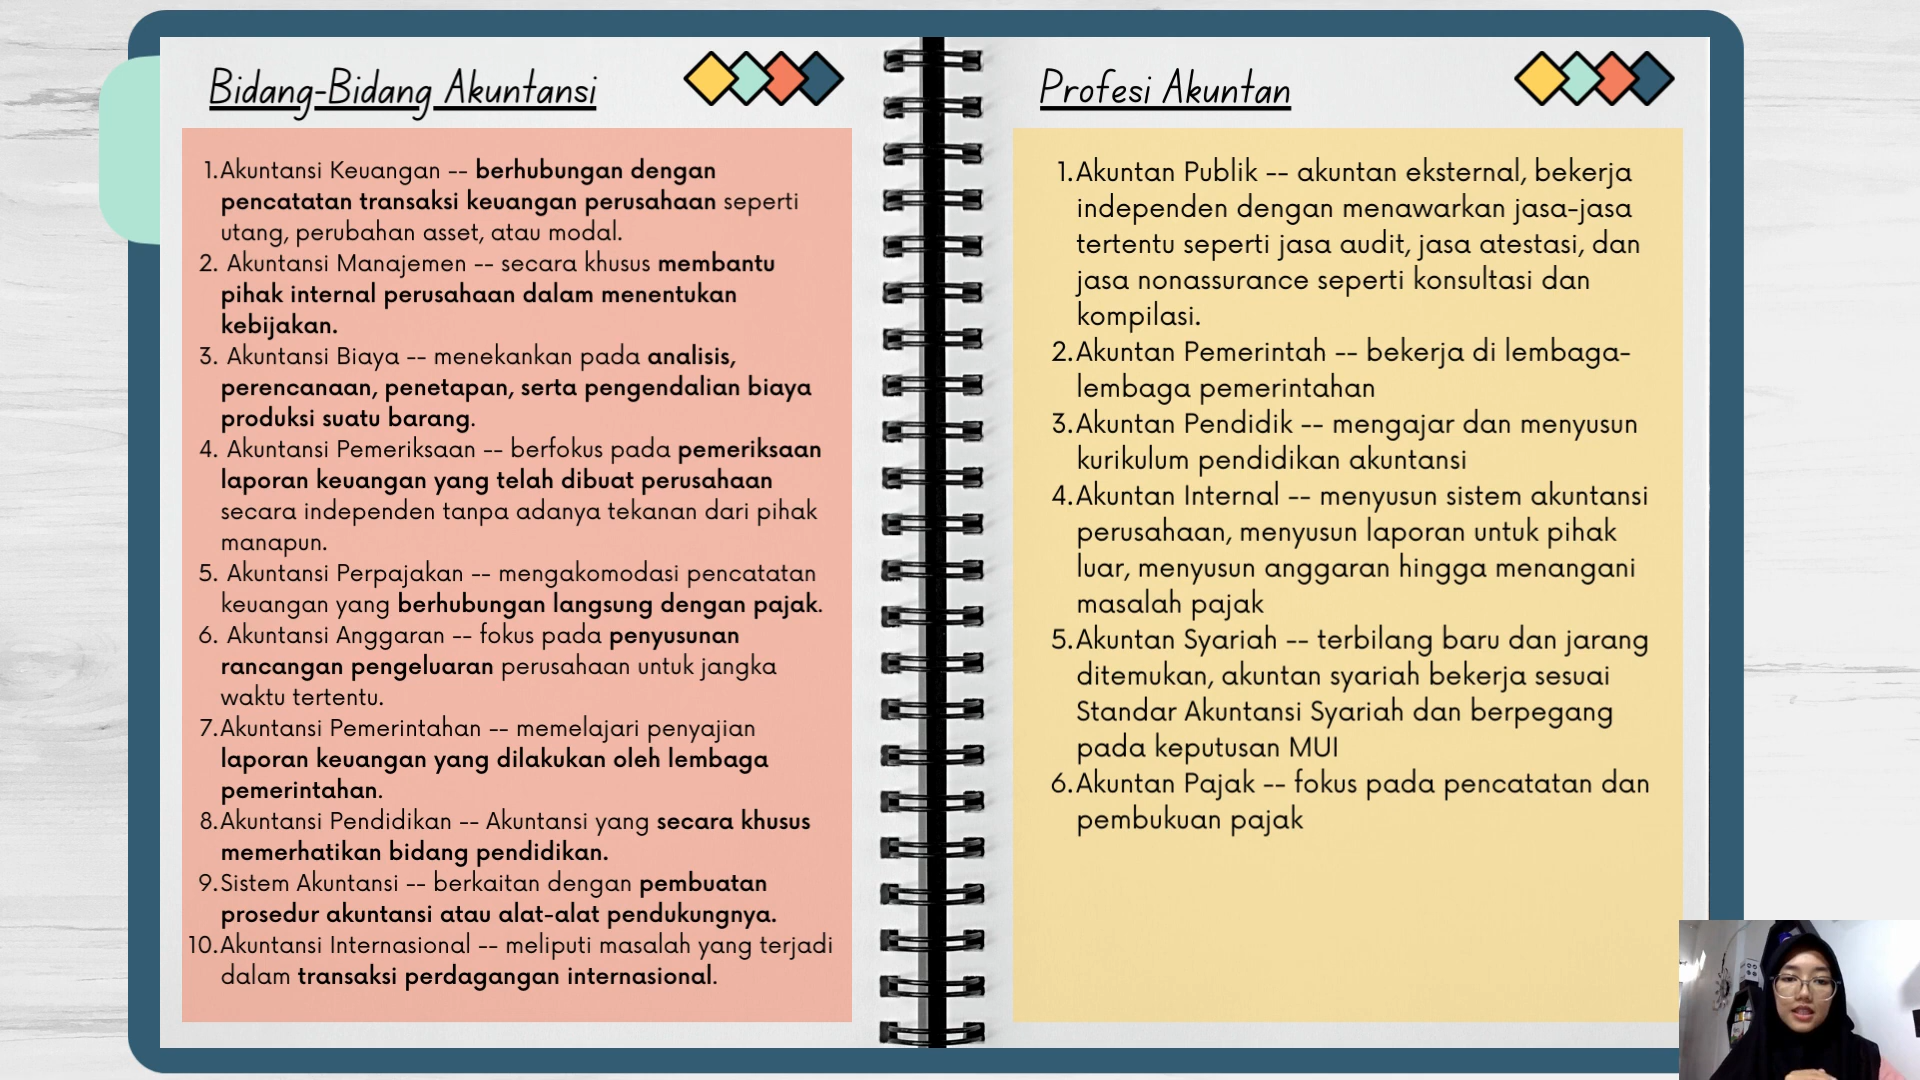 Bidang-Bidang Akuntansi
1.Akuntansi Keuangan -- berhubungan dengan
pencatatan transaksi keuangan perusahaan seperti
utang, perubahan asset, atau modal.
2. Akuntansi Manajemen -- secara khusus membantu
pihak internal perusahaan dalam menentukan
kebijakan.
3. Akuntansi Biaya -- menekankan pada analisis,
perencanaan, penetapan, serta pengendalian biaya
produksi suatu barang.
4. Akuntansi Pemeriksaan -- berfokus pada pemeriksaan
laporan keuangan yang telah dibuat perusahaan
secara independen tanpa adanya tekanan dari pihak
manapun.
5. Akuntansi Perpajakan -- mengakomodasi pencatatan
keuangan yang berhubungan langsung dengan pajak.
6. Akuntansi Anggaran -- fokus pada penyusunan
rancangan pengeluaran perusahaan untuk jangka
waktu tertentu.
7.Akuntansi Pemerintahan -- memelajari penyajian
laporan keuangan yang dilakukan oleh lembaga
pemerintahan.
8.Akuntansi Pendidikan -- Akuntansi yang secara khusus
memerhatikan bidang pendidikan.
9.Sistem Akuntansi -- berkaitan dengan pembuatan
prosedur akuntansi atau alat-alat pendukungnya.
10.Akuntansi Internasional -- meliputi masalah yang terjadi
dalam transaksi perdagangan internasional.
Profesi Akuntan
1.Akuntan Publik -- akuntan eksternal, bekerja
independen dengan menawarkan jasa-jasa
tertentu seperti jasa audit, jasa atestasi, dan
jasa nonassurance seperti konsultasi dan
kompilasi.
2.Akuntan Pemerintah -- bekerja di lembaga-
lembaga pemerintahan
3.Akuntan Pendidik -- mengajar dan menyusun
kurikulum pendidikan akuntansi
4.Akuntan Internal -- menyusun sistem akuntansi
perusahaan, menyusun laporan untuk pihak
luar, menyusun anggaran hingga menangani
masalah pajak
5.Akuntan Syariah -- terbilang baru dan jarang
ditemukan, akuntan syariah bekerja sesuai
Standar Akuntansi Syariah dan berpegang
pada keputusan MUI
6.Akuntan Pajak -- fokus pada pencatatan dan
pembukuan pajak